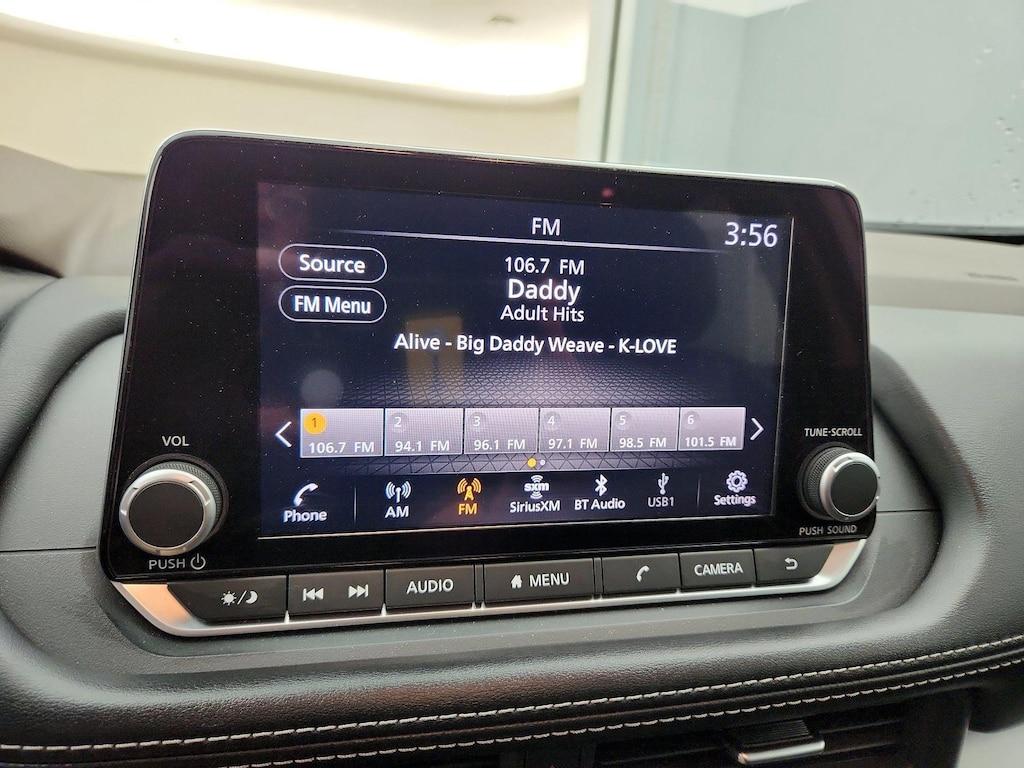 FM
3:56
Source
106.7 FM
Daddy
FM Menu
Adult Hits
Alive - Big Daddy Weave - K-LOVE
1
2
3
4
5
6
106.7 FM
94.1 FM
96.1 FM
97.1 FM
98.5 FM
101.5 FM
VOL
TUNE-SCROLL
Phone
AM
FM
sxm
SiriusXM
BT Audio
USB1
Settings
PUSH
PUSH SOUND
AUDIO
MENU
CAMERA